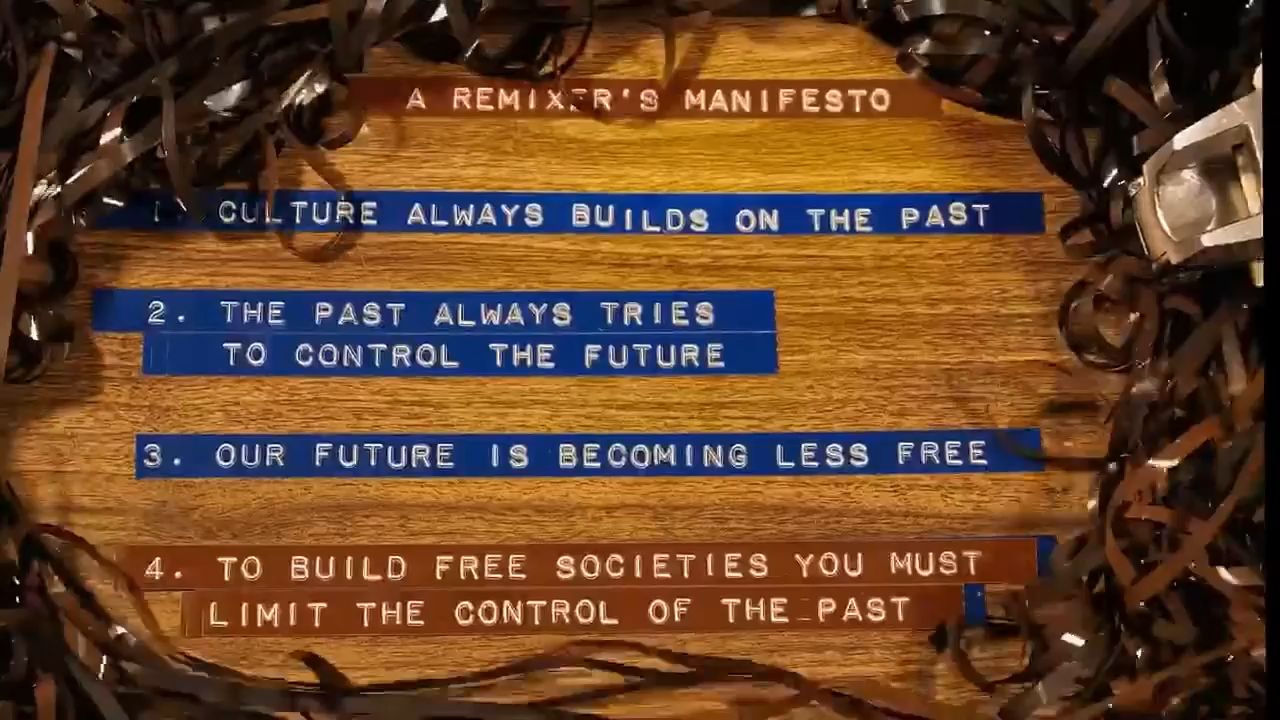 A REMIXER'S MANIFESTO
1. CULTURE ALWAYS BUILDS ON THE PAST
2. THE PAST ALWAYS TRIES
TO CONTROL THE FUTURE
3. OUR FUTURE IS BECOMING LESS FREE
4. TO BUILD FREE SOCIETIES YOU MUST
LIMIT THE CONTROL OF THE PAST